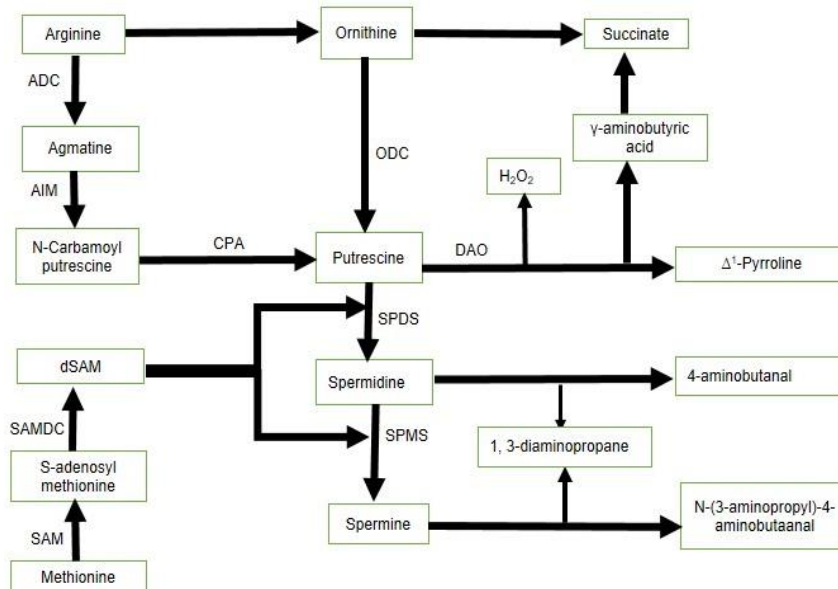 Arginine
Ornithine
Succinate
ADC
γ-aminobutyric
acid
Agmatine
ODC
H₂O₂
AIM
N-Carbamoyl
putrescine
CPA
Putrescine
DAO
Δ¹-Pyrroline
SPDS
dSAM
Spermidine
4-aminobutanal
SAMDC
SPMS
1, 3-diaminopropane
S-adenosyl
methionine
Spermine
N-(3-aminopropyl)-4-
aminobutaanal
SAM
Methionine